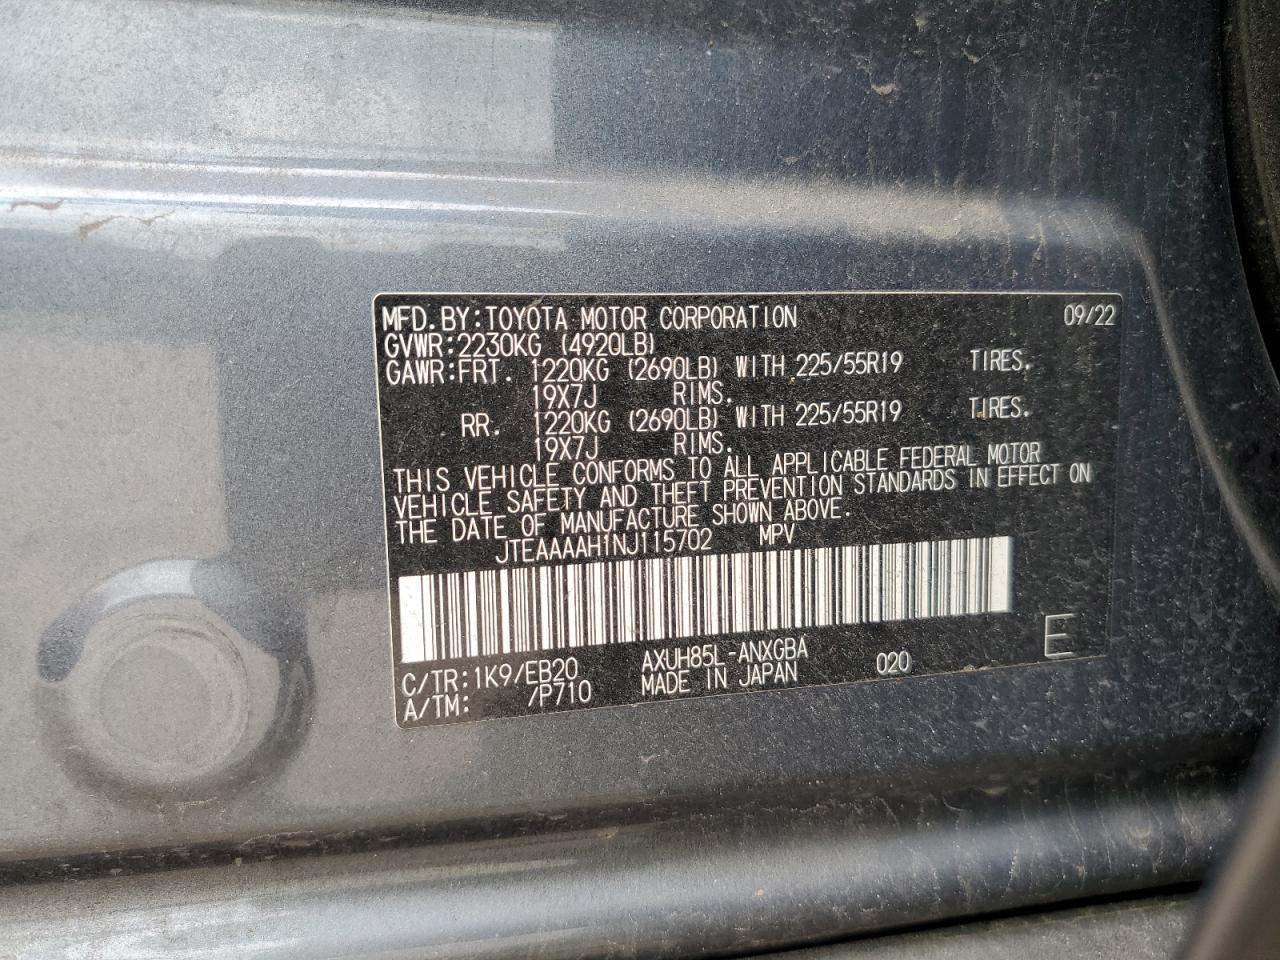 MFD.BY:TOYOTA MOTOR CORPORATION 09/22
GVWR:2230KG (4920LB)
GAWR:FRT. 1220KG (2690LB) WITH 225/55R19 TIRES.
19X7J RIMS.
RR. 1220KG (2690LB) WITH 225/55R19 TIRES.
19X7J RIMS.
THIS VEHICLE CONFORMS TO ALL APPLICABLE FEDERAL MOTOR
VEHICLE SAFETY AND THEFT PREVENTION STANDARDS IN EFFECT ON
THE DATE OF MANUFACTURE SHOWN ABOVE.
JTEAAAAH1NJ115702 MPV
C/TR:1K9/EB20 AXUH85L-ANXGBA 020 E
A/TM: /P710 MADE IN JAPAN